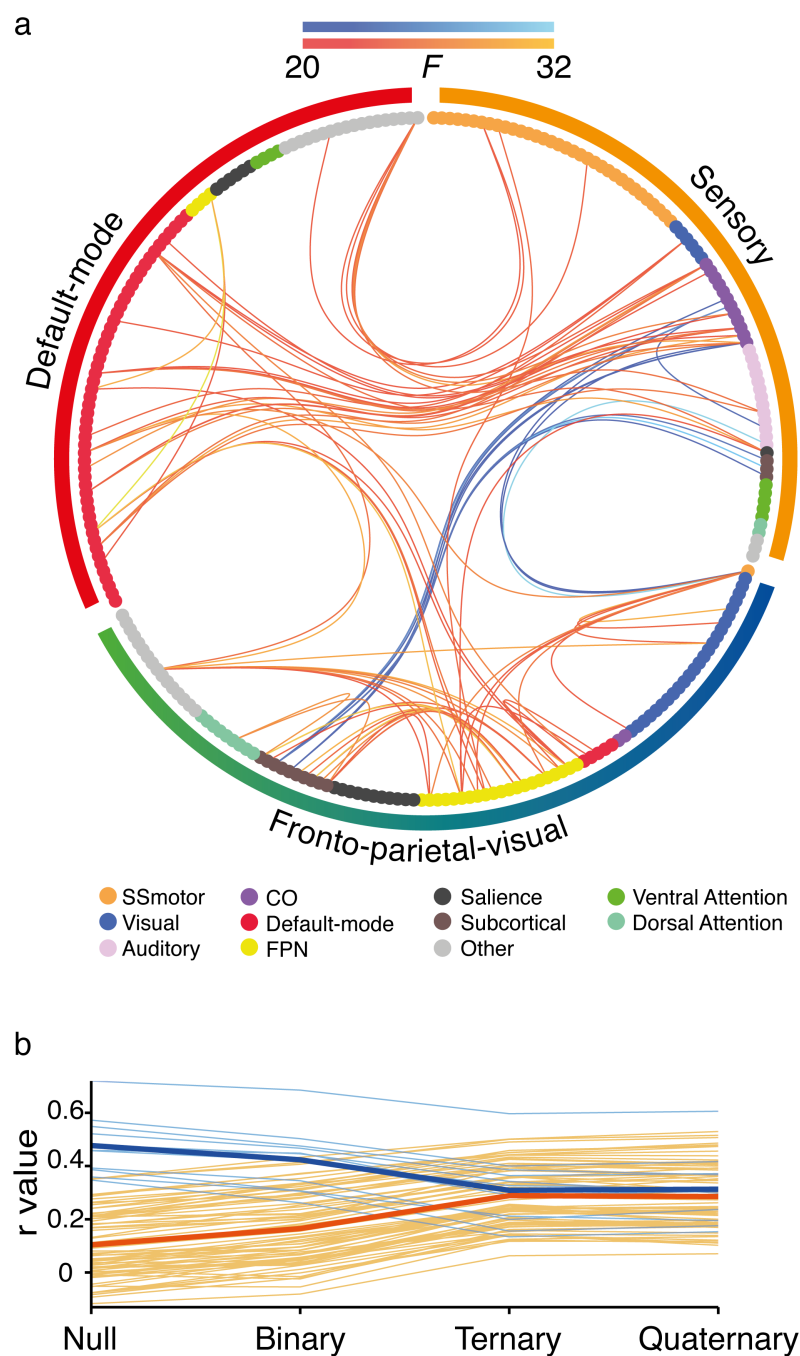 a
20 F 32
Default-mode
Sensory
Fronto-parietal-visual
SSmotor CO Salience Ventral Attention
Visual Default-mode Subcortical Dorsal Attention
Auditory FPN Other
b
r value
0.6
0.4
0.2
0
Null Binary Ternary Quaternary